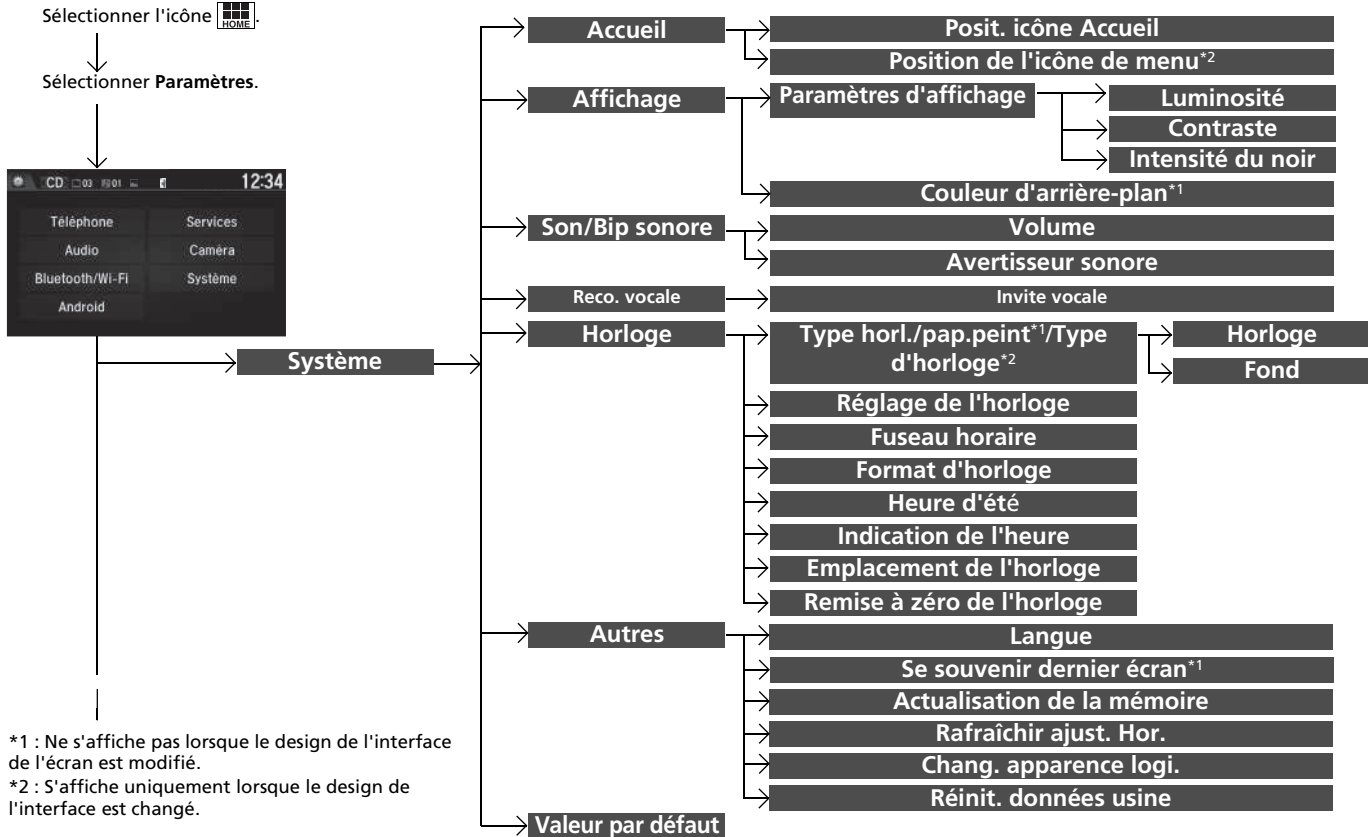 Sélectionner l'icône HOME.
Sélectionner Paramètres.
CD 03 01 12:34
Téléphone Services
Audio Caméra
Bluetooth/Wi-Fi Système
Android
Système
Accueil
Posit. icône Accueil
Position de l'icône de menu*2
Affichage
Paramètres d'affichage
Luminosité
Contraste
Intensité du noir
Couleur d'arrière-plan*1
Son/Bip sonore
Volume
Avertisseur sonore
Reco. vocale
Invite vocale
Horloge
Type horl./pap.peint*1/Type
d'horloge*2
Horloge
Fond
Réglage de l'horloge
Fuseau horaire
Format d'horloge
Heure d'été
Indication de l'heure
Emplacement de l'horloge
Remise à zéro de l'horloge
Autres
Langue
Se souvenir dernier écran*1
Actualisation de la mémoire
Rafraîchir ajust. Hor.
Chang. apparence logi.
Réinit. données usine
Valeur par défaut
*1 : Ne s'affiche pas lorsque le design de l'interface
de l'écran est modifié.
*2 : S'affiche uniquement lorsque le design de
l'interface est changé.